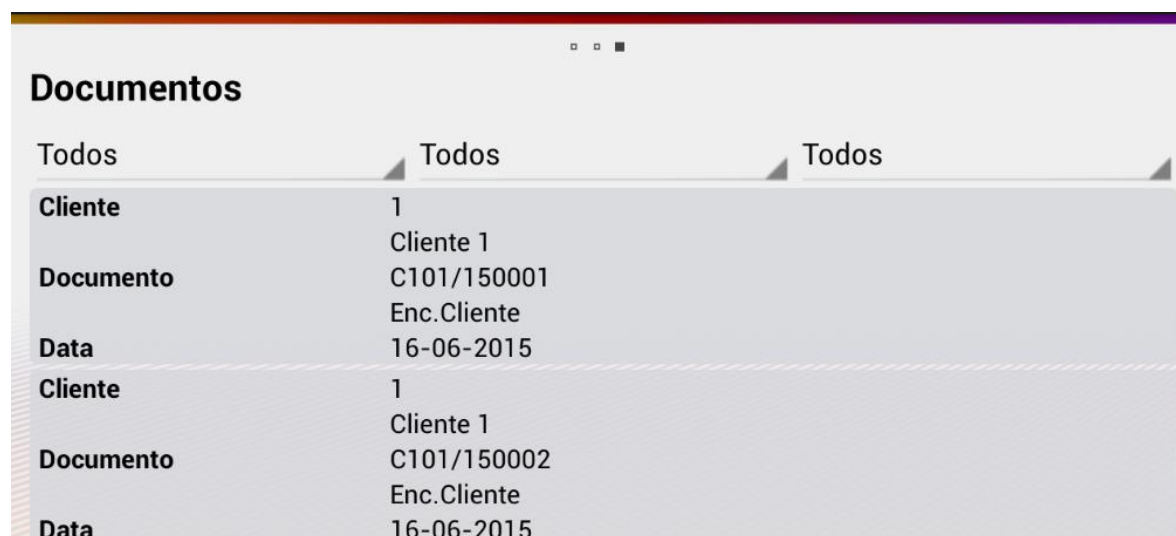 Documentos
Todos Todos Todos
Cliente 1
Cliente 1
Documento C101/150001
Enc.Cliente
Data 16-06-2015
Cliente 1
Cliente 1
Documento C101/150002
Enc.Cliente
Data 16-06-2015